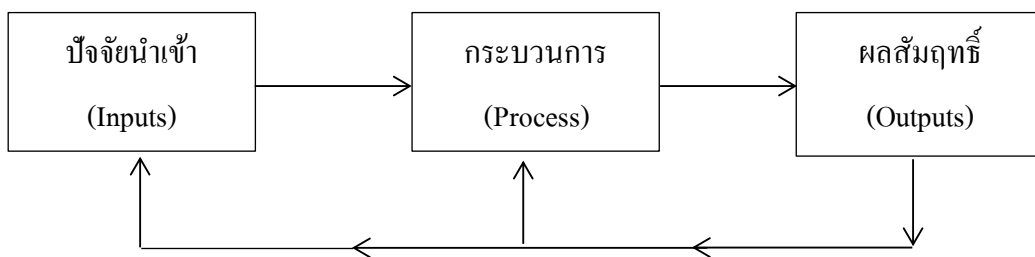 ปัจจัยนำเข้า
(Inputs)
กระบวนการ
(Process)
ผลสัมฤทธิ์
(Outputs)